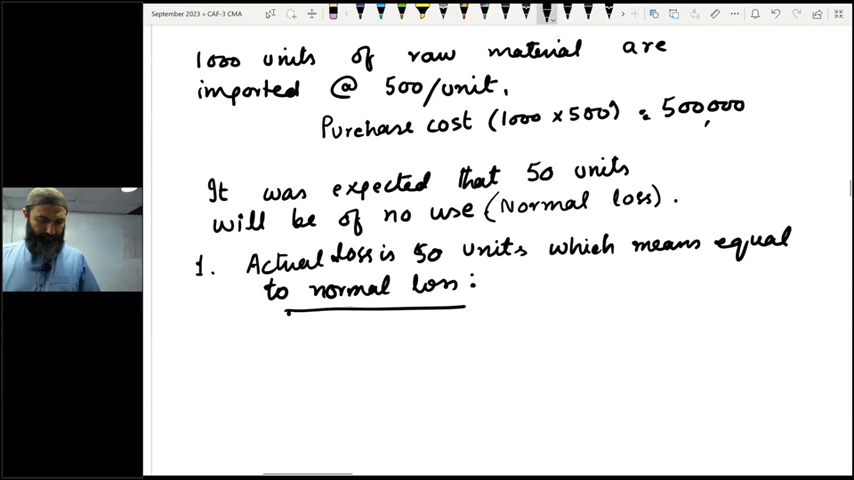 September 2023 » CAF-3 CMA
1000 units of raw material are
imported @ 500/unit.
Purchase cost (1000 x 500) = 500,000
It was expected that 50 units
will be of no use (Normal loss).
1. Actual Loss is 50 units which means equal
to normal loss: